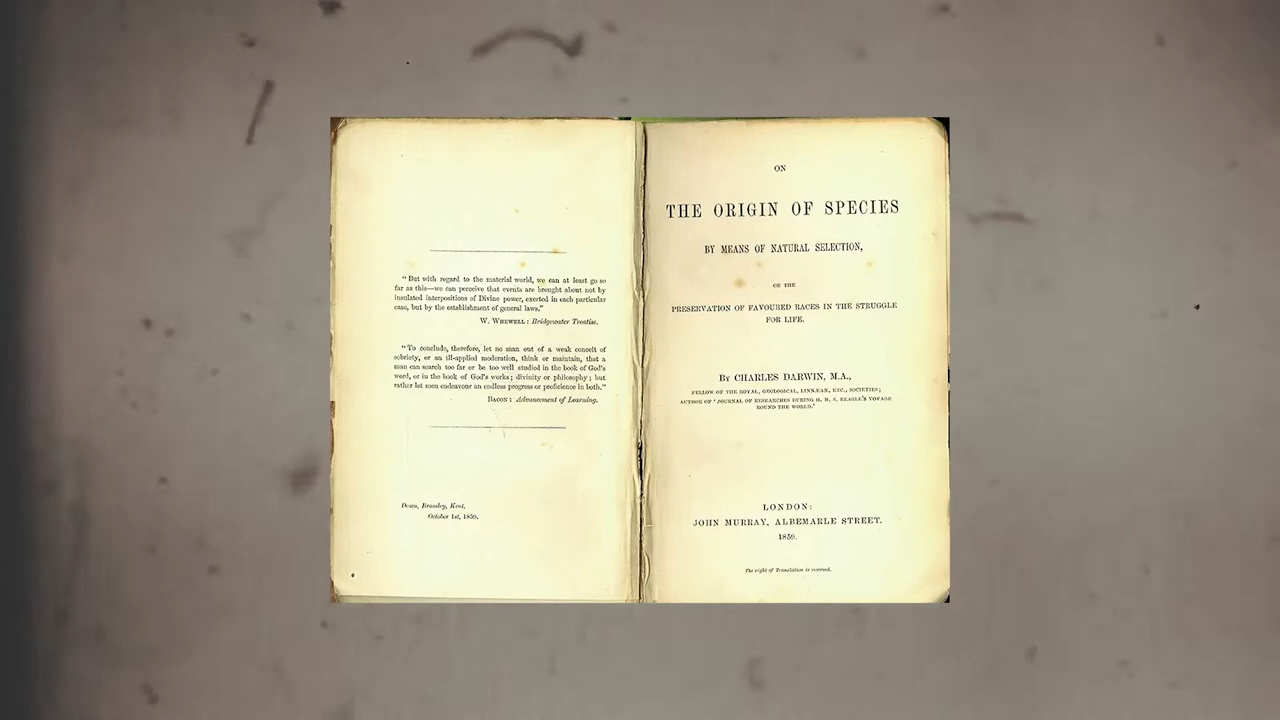 “But with regard to the material world, we can at least go so
far as this—we can perceive that events are brought about not by
insulated interpositions of Divine power, exerted in each particular
case, but by the establishment of general laws.”
W. Whewell: Bridgewater Treatise.
“To conclude, therefore, let no man out of a weak conceit of
sobriety, or an ill-applied moderation, think or maintain, that a
man can search too far or be too well studied in the book of God’s
word, or in the book of God’s works; divinity or philosophy; but
rather let men endeavour an endless progress or proficience in both.”
Bacon: Advancement of Learning.
Down, Bromley, Kent,
October 1st, 1859.
ON
THE ORIGIN OF SPECIES
BY MEANS OF NATURAL SELECTION,
OR THE
PRESERVATION OF FAVOURED RACES IN THE STRUGGLE
FOR LIFE.
By CHARLES DARWIN, M.A.,
FELLOW OF THE ROYAL, GEOLOGICAL, LINNÆAN, ETC., SOCIETIES;
AUTHOR OF ‘JOURNAL OF RESEARCHES DURING H. M. S. BEAGLE’S VOYAGE
ROUND THE WORLD.’
LONDON:
JOHN MURRAY, ALBEMARLE STREET.
1859.
The right of Translation is reserved.